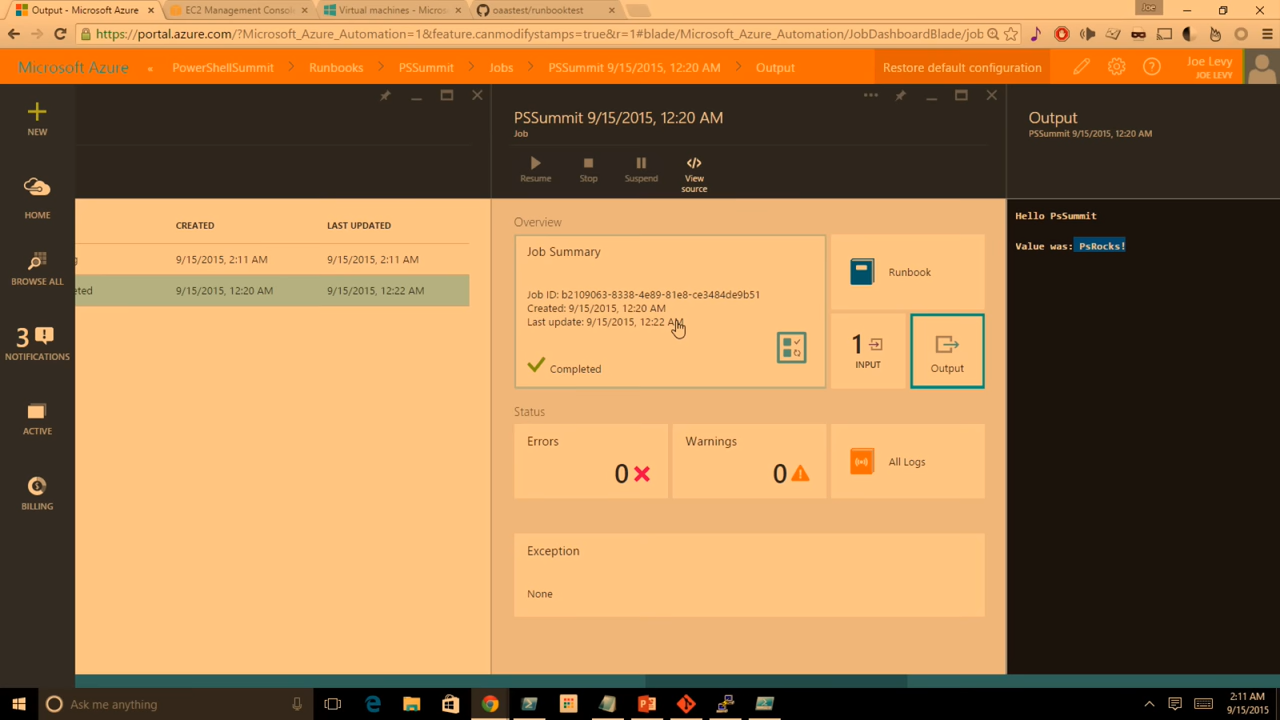 Output - Microsoft Azure
EC2 Management Consol
Virtual machines - Micros
oaastest/runbooktest
Joe
https://portal.azure.com/?Microsoft_Azure_Automation=1&feature.canmodifystamps=true&r=1#blade/Microsoft_Azure_Automation/JobDashboardBlade/job
Microsoft Azure
PowerShellSummit
Runbooks
PSSummit
Jobs
PSSummit 9/15/2015, 12:20 AM
Output
Restore default configuration
Joe Levy
JOE LEVY
NEW
HOME
BROWSE ALL
3
NOTIFICATIONS
ACTIVE
BILLING
CREATED
LAST UPDATED
g
9/15/2015, 2:11 AM
9/15/2015, 2:11 AM
eted
9/15/2015, 12:20 AM
9/15/2015, 12:22 AM
PSSummit 9/15/2015, 12:20 AM
Job
Resume
Stop
Suspend
View
source
Overview
Job Summary
Job ID: b2109063-8338-4e89-81e8-ce3484de9b51
Created: 9/15/2015, 12:20 AM
Last update: 9/15/2015, 12:22 AM
Completed
Runbook
1
INPUT
Output
Status
Errors
0
Warnings
0
All Logs
Exception
None
Output
PSSummit 9/15/2015, 12:20 AM
Hello PsSummit
Value was: PsRocks!
Ask me anything
2:11 AM
9/15/2015